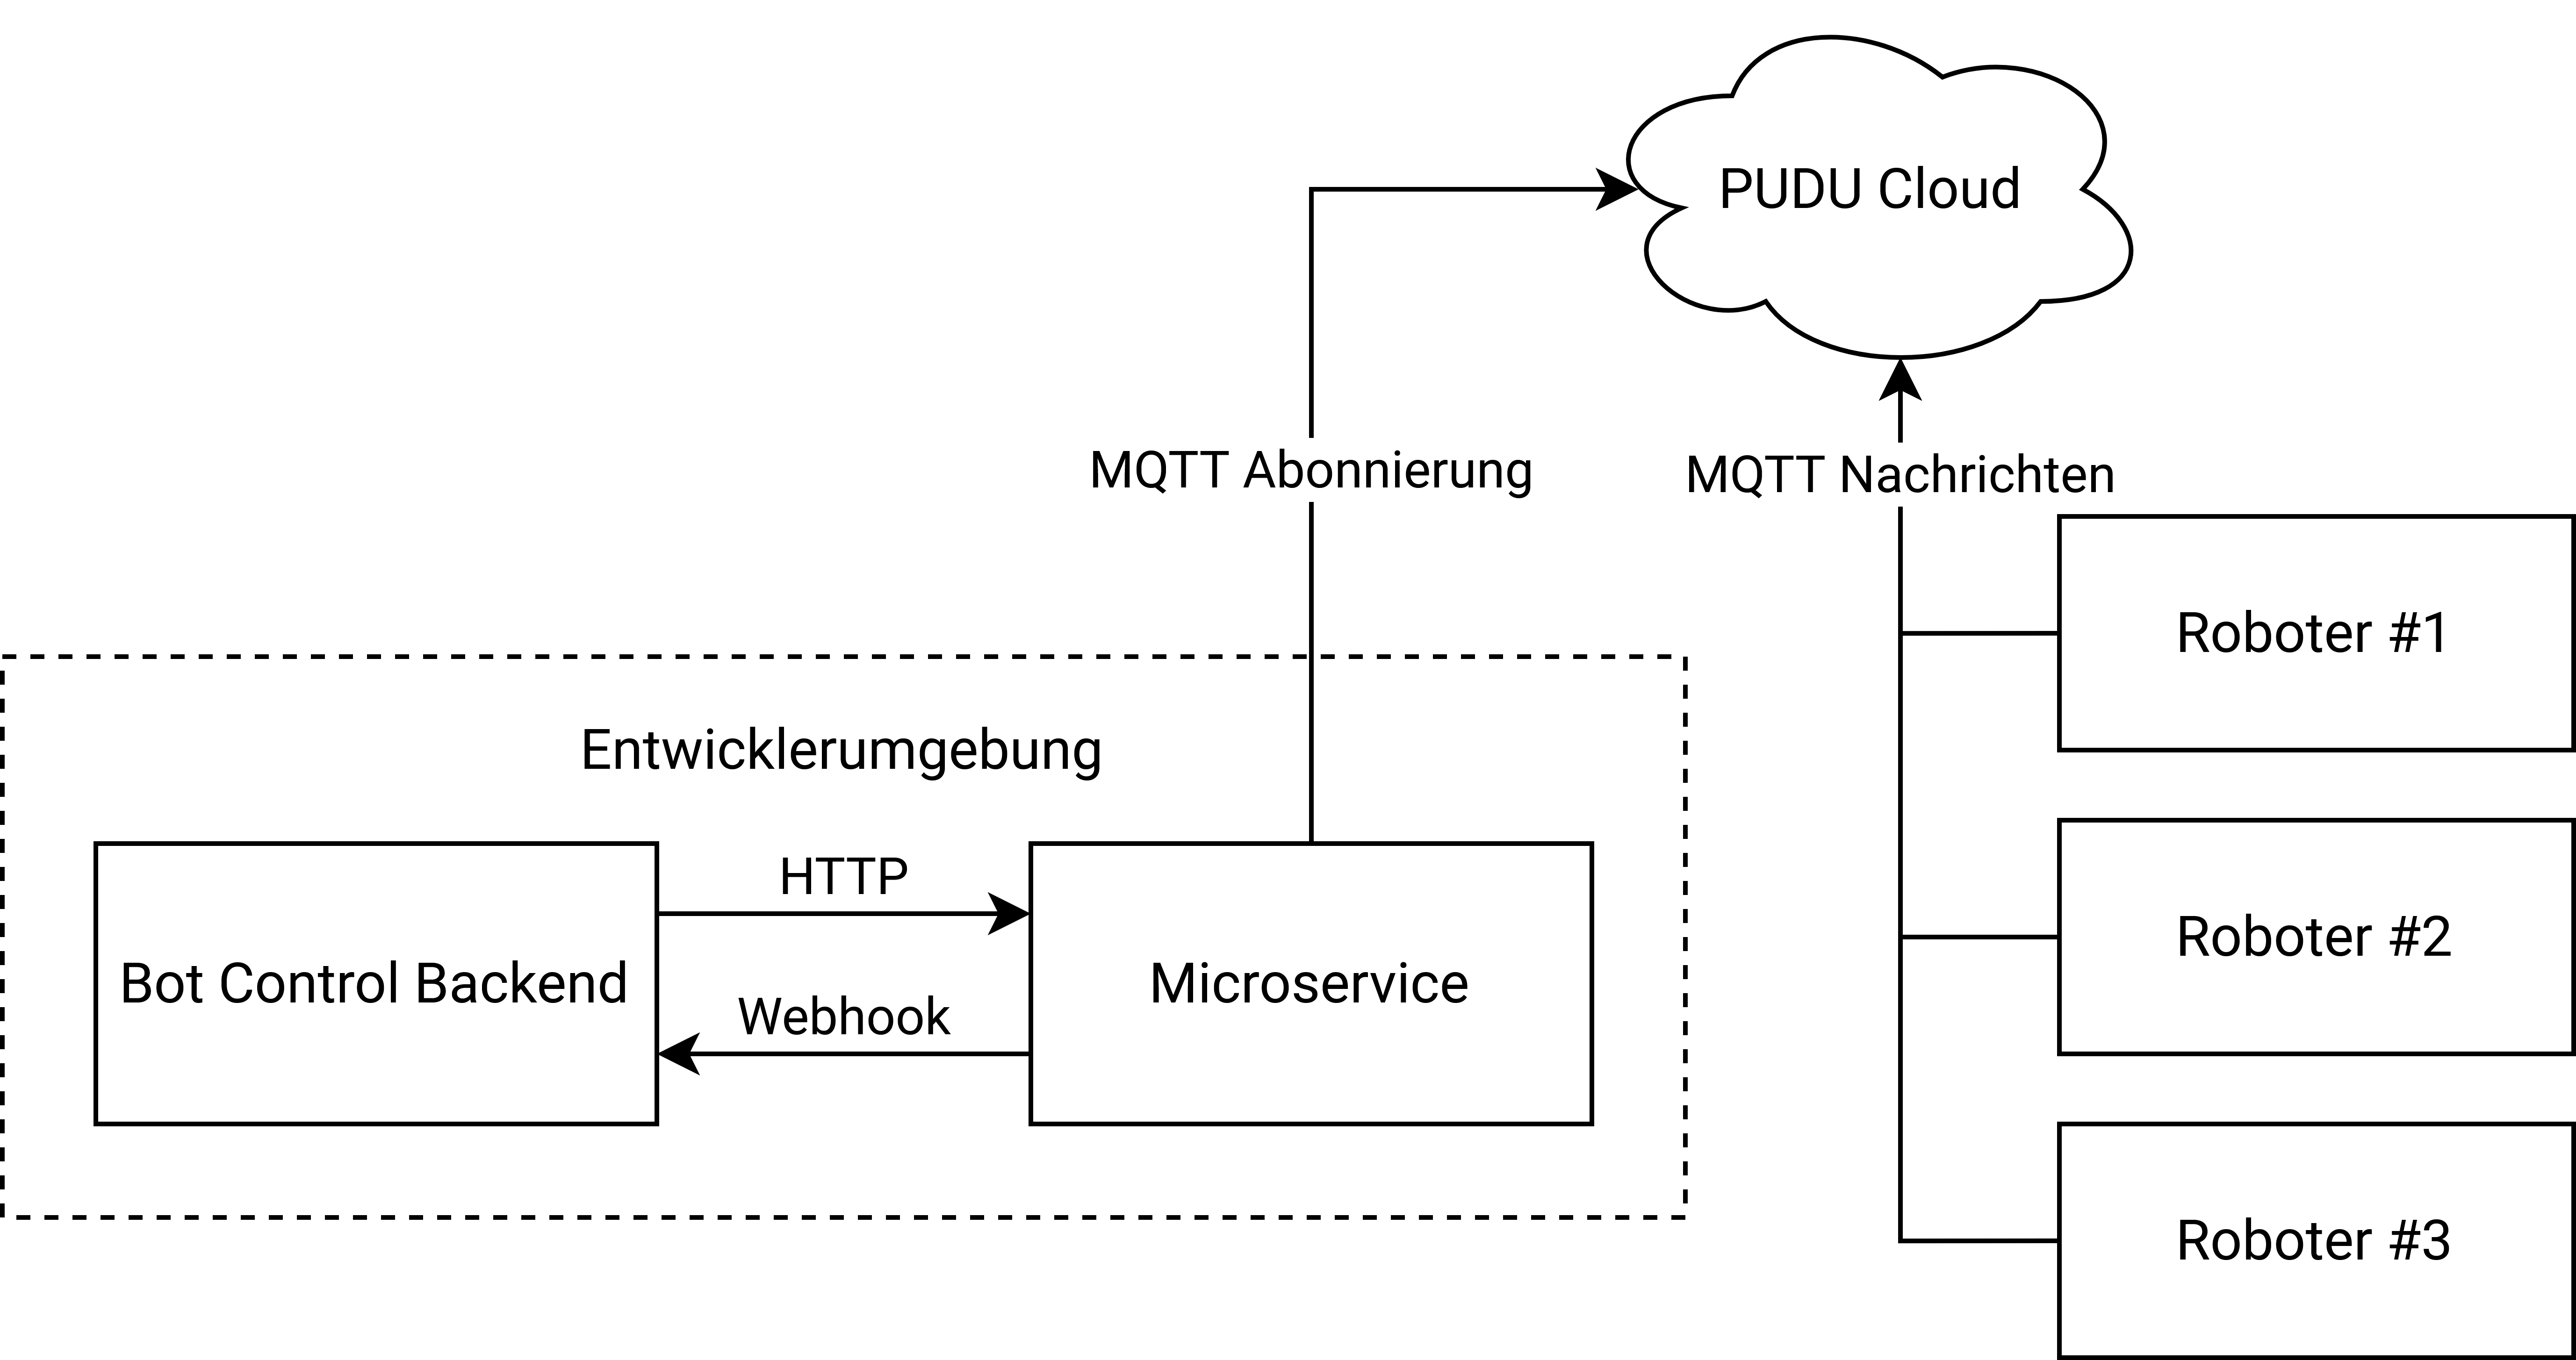 PUDU Cloud
MQTT Abonnierung
MQTT Nachrichten
Roboter #1
Entwicklerumgebung
HTTP
Bot Control Backend
Microservice
Webhook
Roboter #2
Roboter #3